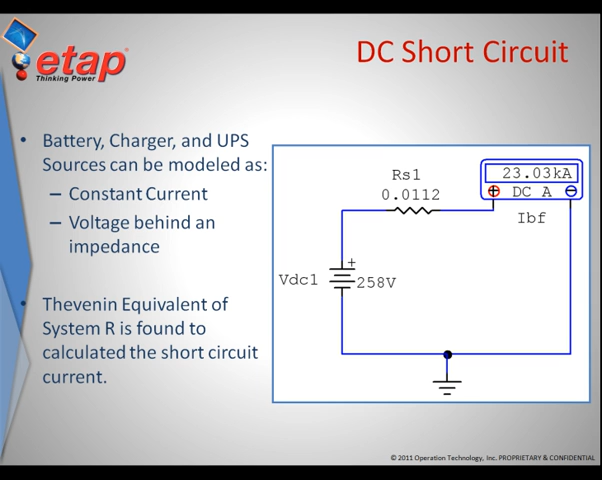 etap
Thinking Power
DC Short Circuit
• Battery, Charger, and UPS
Sources can be modeled as:
– Constant Current
– Voltage behind an
impedance
• Thevenin Equivalent of
System R is found to
calculated the short circuit
current.
Rs1
0.0112
23.03kA
DC A
Ibf
+
Vdc1
258V
© 2011 Operation Technology, Inc. PROPRIETARY & CONFIDENTIAL